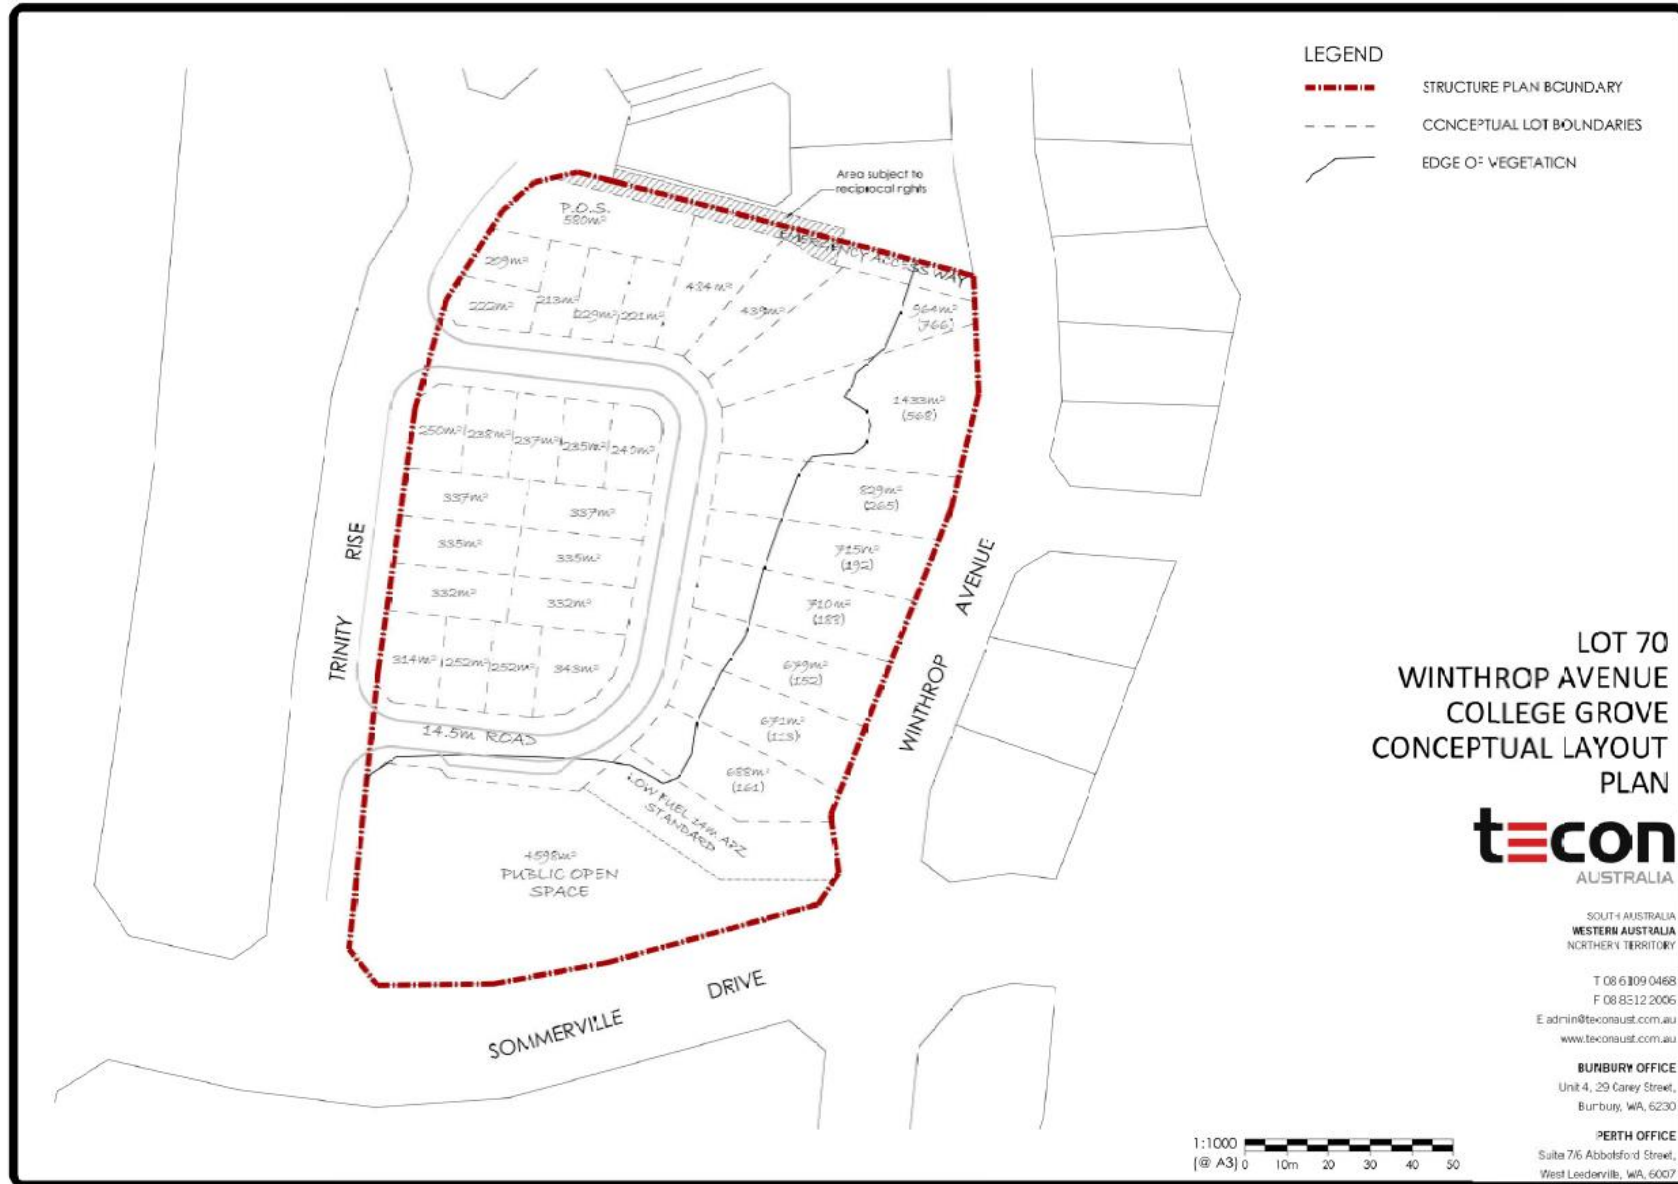 LEGEND
STRUCTURE PLAN BOUNDARY
CONCEPTUAL LOT BOUNDARIES
EDGE OF VEGETATION
Area subject to
reciprocal rights
P.O.S.
580m²
EMERGENCY ACCESS WAY
209m²
222m²
213m²
229m²
221m²
484m²
439m²
964m²
(766)
1433m²
(568)
250m²
238m²
237m²
235m²
240m²
829m²
(265)
337m²
337m²
335m²
335m²
715m²
(192)
332m²
332m²
710m²
(188)
314m²
252m²
252m²
343m²
679m²
(152)
671m²
(113)
688m²
(161)
TRINITY RISE
WINTHROP AVENUE
14.5m ROAD
LOW FUEL 14m APZ
STANDARD
4598m²
PUBLIC OPEN
SPACE
SOMMERVILLE DRIVE
LOT 70
WINTHROP AVENUE
COLLEGE GROVE
CONCEPTUAL LAYOUT
PLAN
tecon
AUSTRALIA
SOUTH AUSTRALIA
WESTERN AUSTRALIA
NORTHERN TERRITORY
T 08 6109 0468
F 08 8312 2006
E admin@teconaust.com.au
www.teconaust.com.au
BUNBURY OFFICE
Unit 4, 29 Carey Street,
Bunbury, WA, 6230
PERTH OFFICE
Suite 7/6 Abbotsford Street,
West Leederville, WA, 6007
1:1000
[@ A3] 0 10m 20 30 40 50